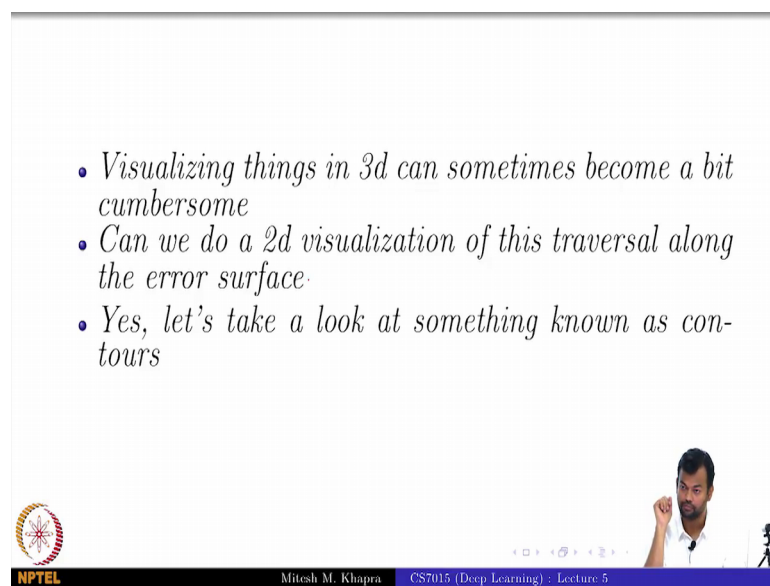 Visualizing things in 3d can sometimes become a bit
cumbersome
Can we do a 2d visualization of this traversal along
the error surface
Yes, let's take a look at something known as con-
tours
NPTEL
Mitesh M. Khapra CS7015 (Deep Learning) : Lecture 5